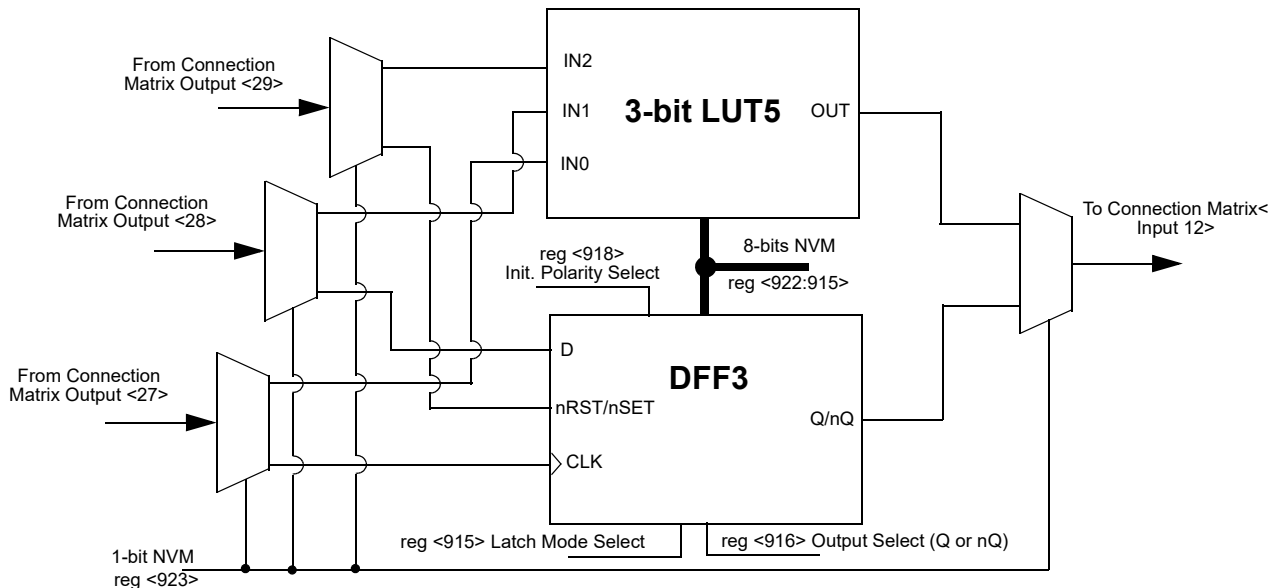 From Connection
Matrix Output <29>
IN2
IN1
IN0
3-bit LUT5
OUT
From Connection
Matrix Output <28>
To Connection Matrix<
Input 12>
reg <918>
Init. Polarity Select
8-bits NVM
reg <922:915>
From Connection
Matrix Output <27>
D
nRST/nSET
CLK
DFF3
Q/nQ
reg <915> Latch Mode Select
reg <916> Output Select (Q or nQ)
1-bit NVM
reg <923>